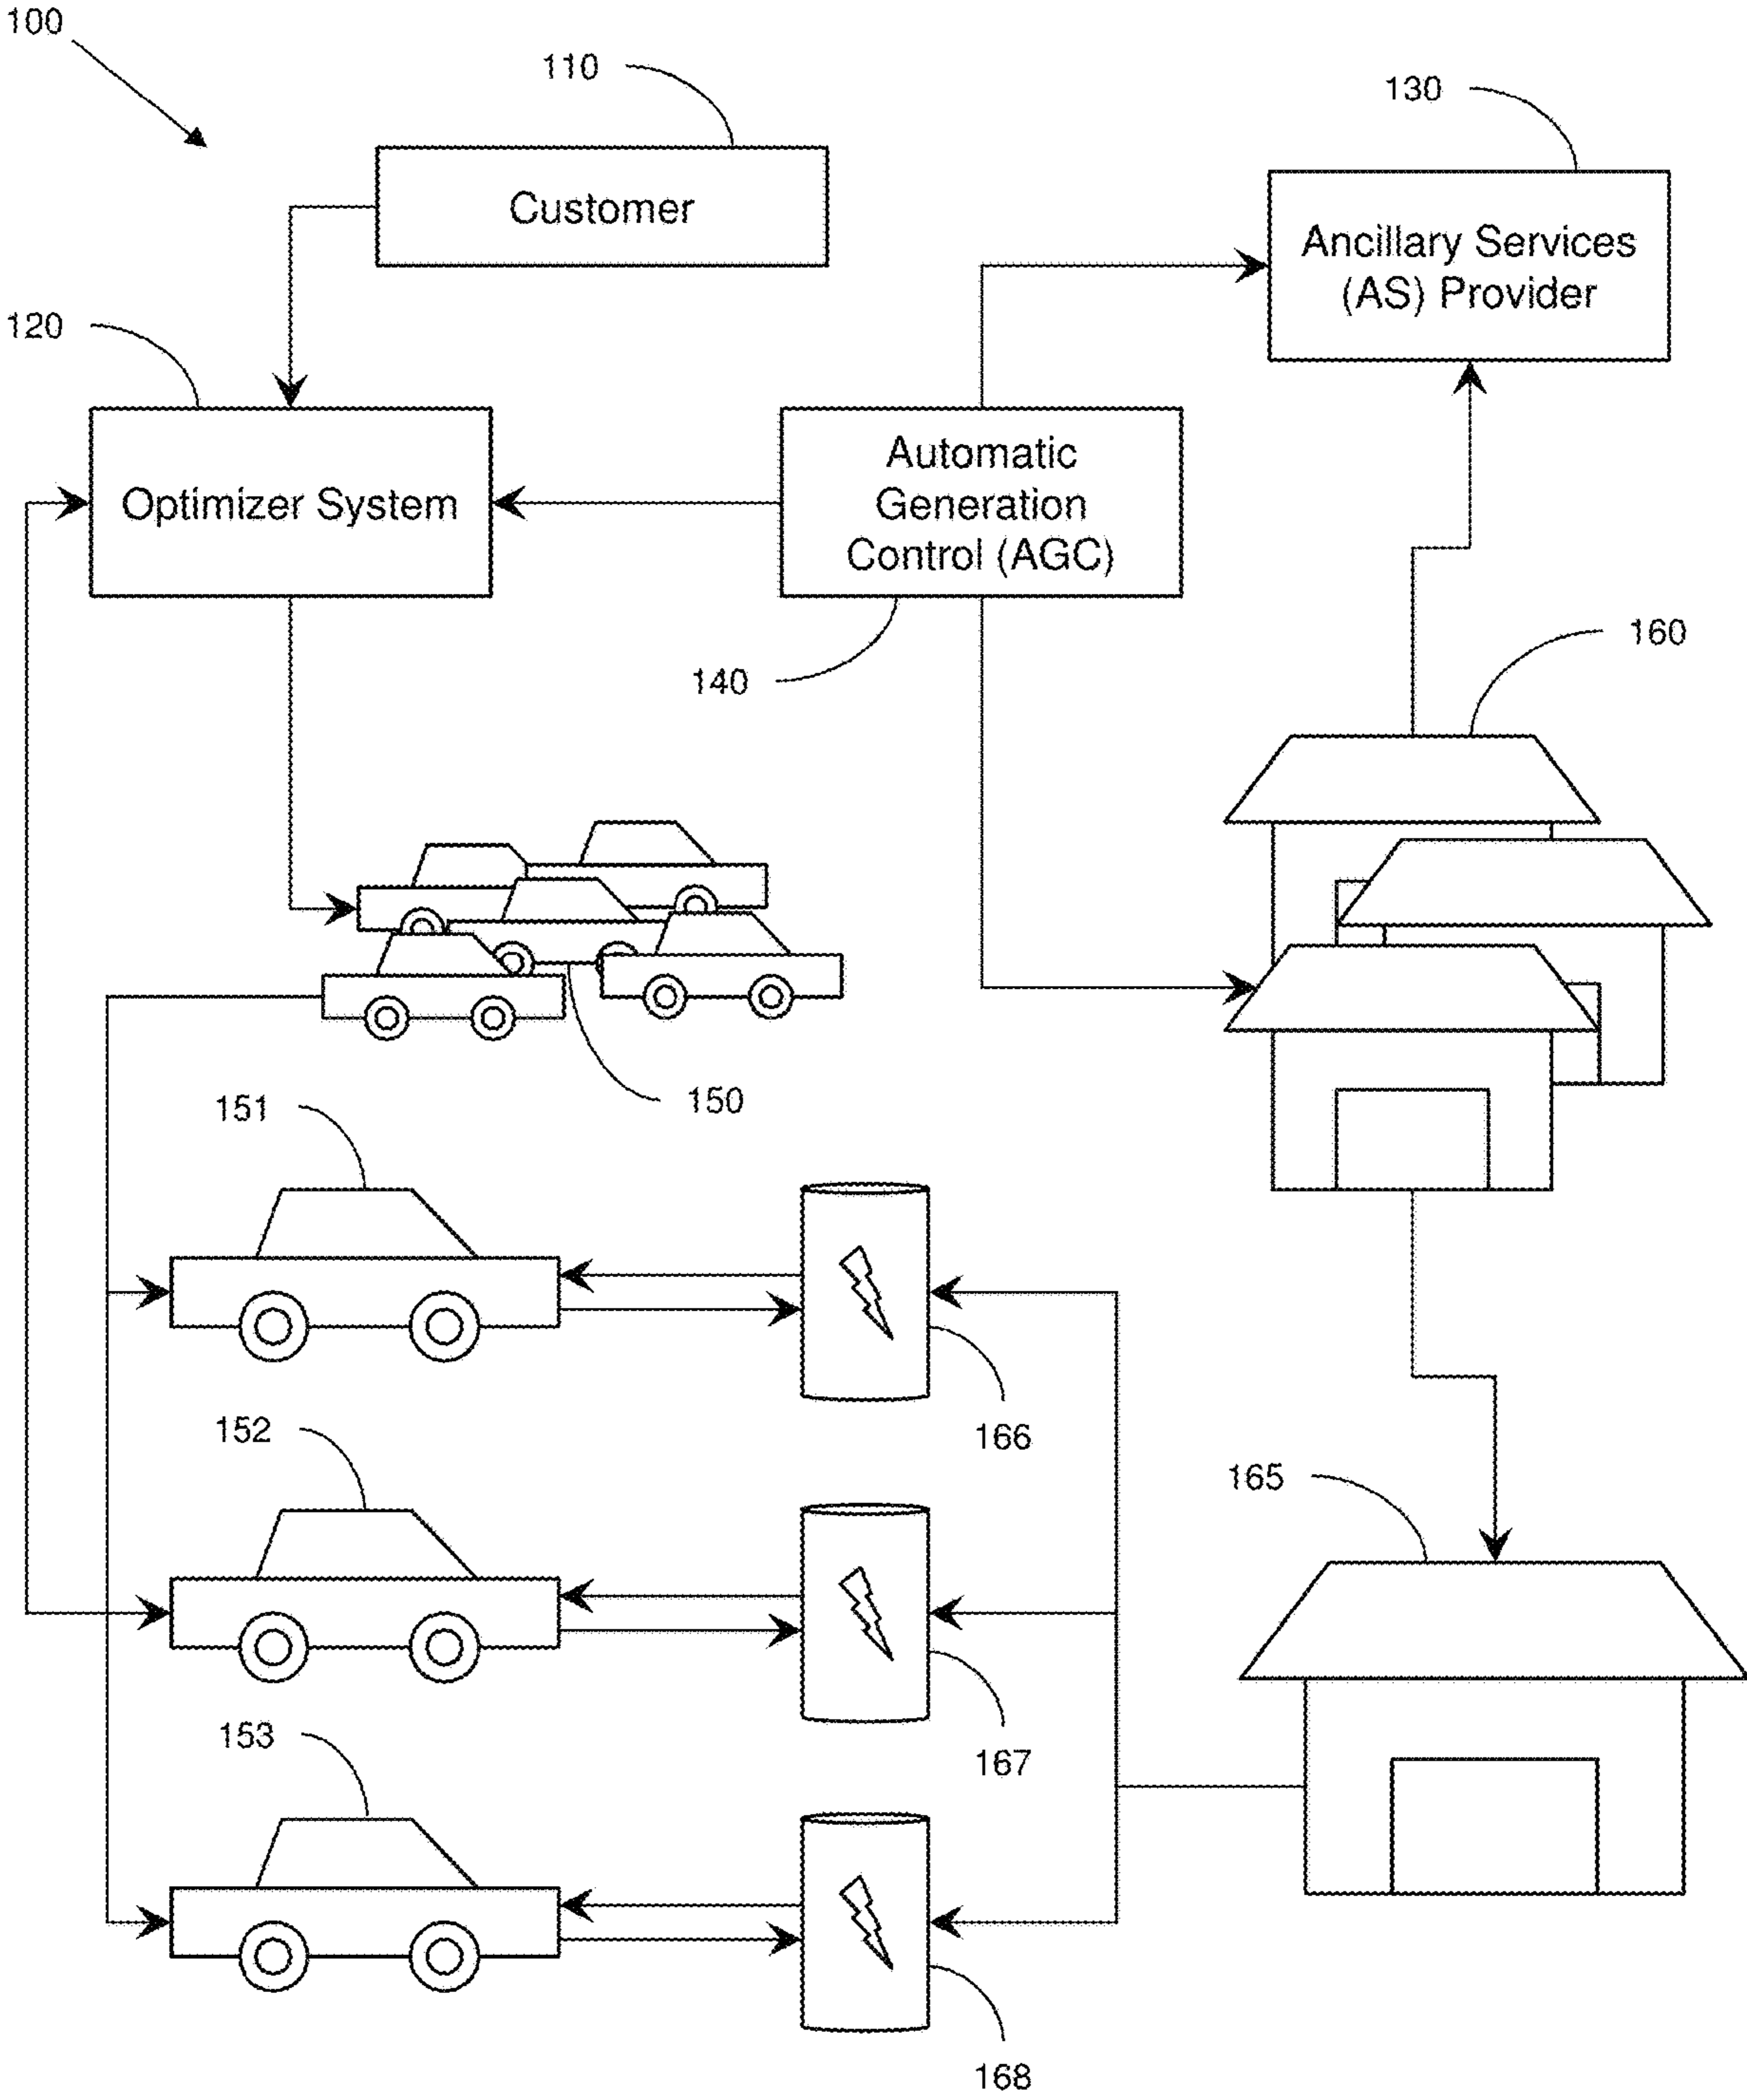 100
110
130
Customer
Ancillary Services
(AS) Provider
120
Optimizer System
Automatic
Generation
Control (AGC)
140
160
150
151
166
152
165
167
153
168